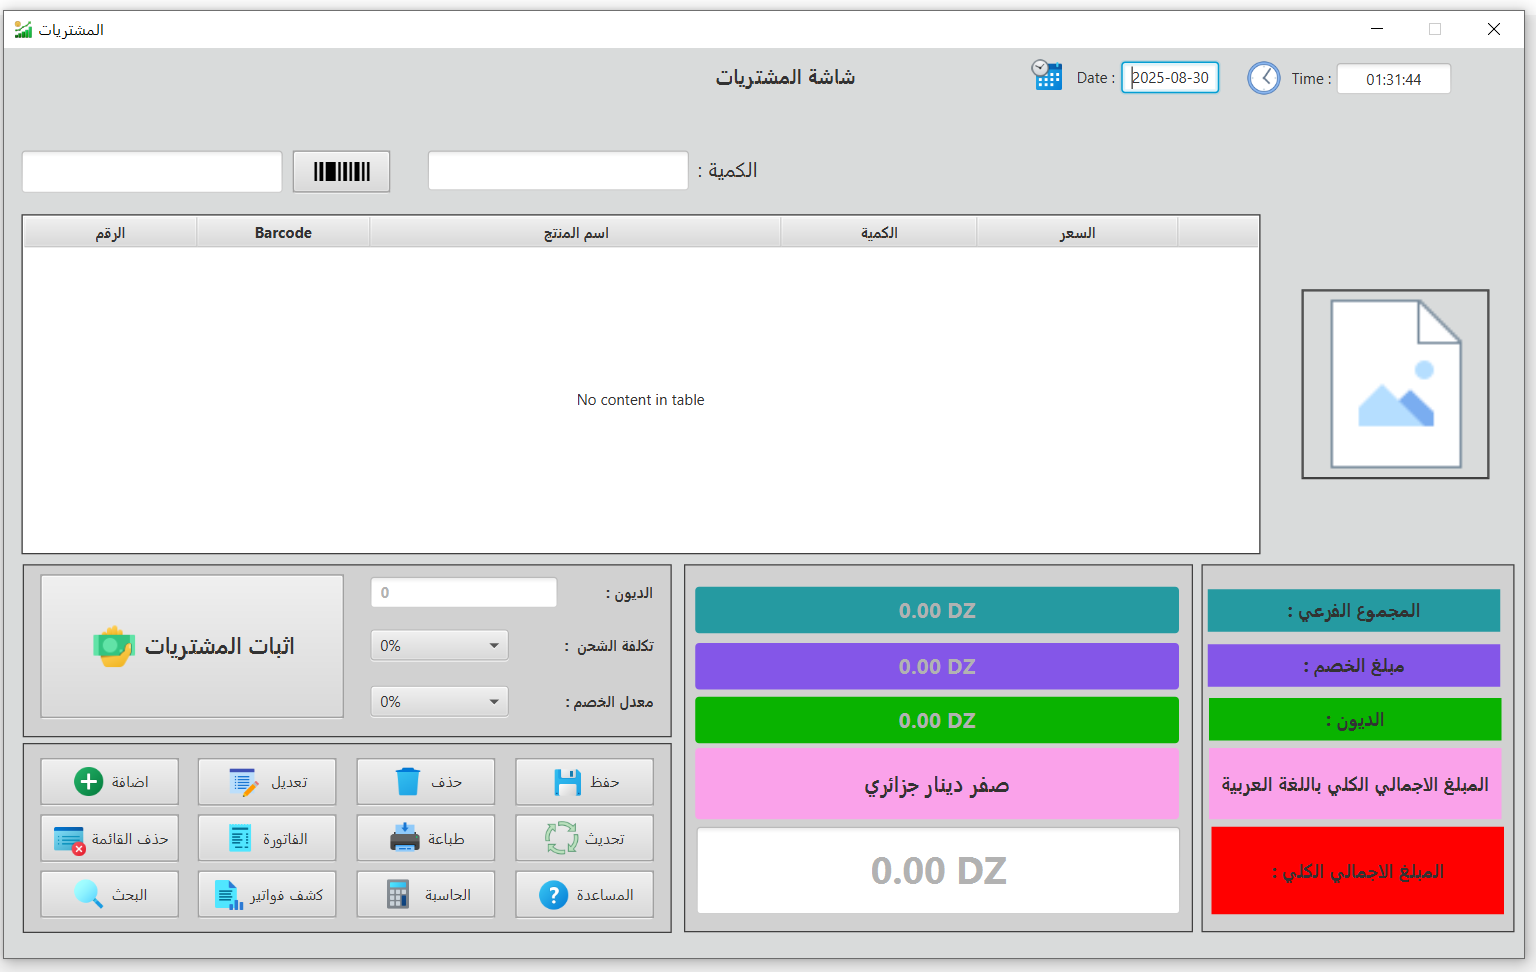 المشتريات
شاشة المشتريات
Date :
2025-08-30
Time :
01:31:44
الكمية :
الرقم
Barcode
اسم المنتج
الكمية
السعر
No content in table
اثبات المشتريات
الديون :
0
تكلفة الشحن :
0%
معدل الخصم :
0%
اضافة
تعديل
حذف
حفظ
حذف القائمة
الفاتورة
طباعة
تحديث
البحث
كشف فواتير
الحاسبة
المساعدة
0.00 DZ
المجموع الفرعي :
0.00 DZ
مبلغ الخصم :
0.00 DZ
الديون :
صفر دينار جزائري
المبلغ الاجمالي الكلي باللغة العربية
0.00 DZ
المبلغ الاجمالي الكلي :